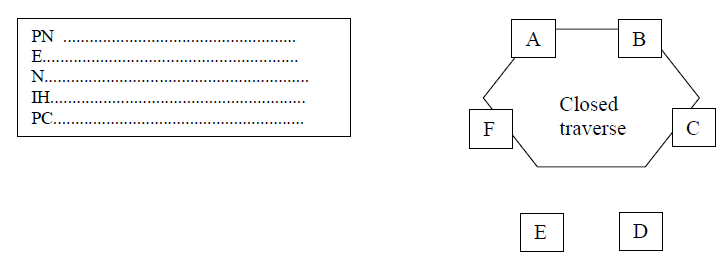 PN .....................................................
E..........................................................
N............................................................
IH..........................................................
PC.........................................................
A
B
Closed
traverse
F
C
E
D